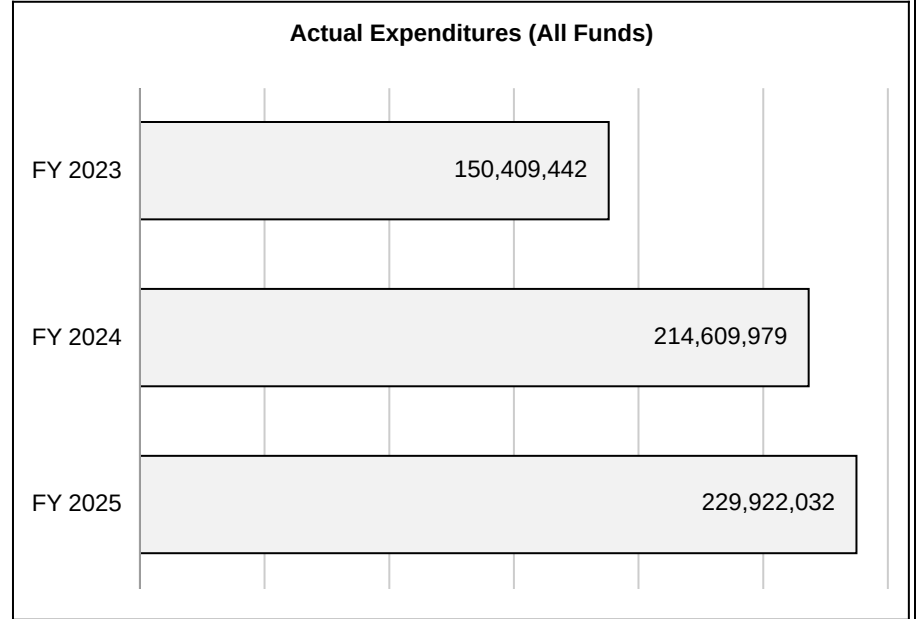 Actual Expenditures (All Funds)
FY 2023
150,409,442
FY 2024
214,609,979
FY 2025
229,922,032